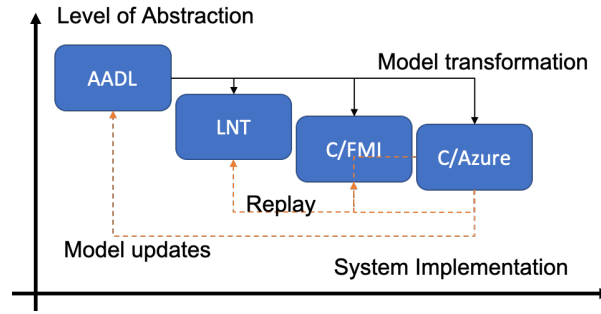 Level of Abstraction
AADL
Model transformation
LNT
C/FMI
C/Azure
Replay
Model updates
System Implementation